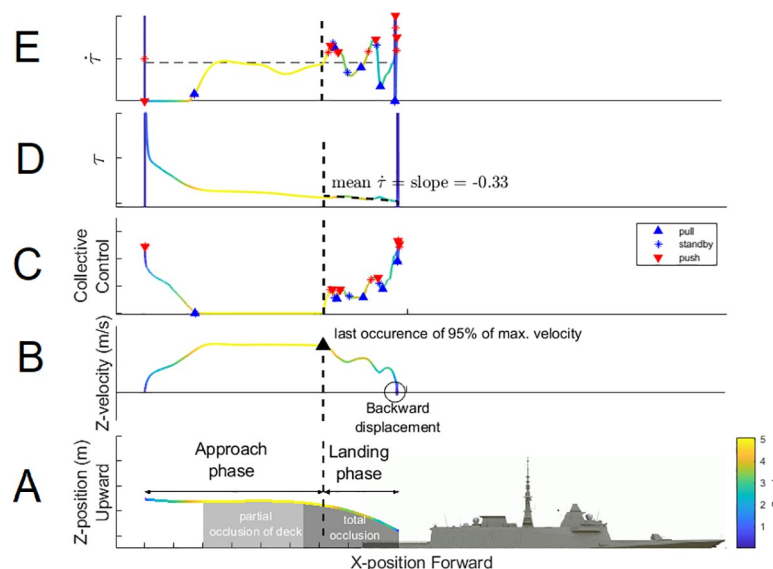 E
τ̇
D
τ
mean τ̇ = slope = -0.33
C
Collective
Control
pull
standby
push
B
Z-velocity (m/s)
last occurence of 95% of max. velocity
Backward
displacement
A
Z-position (m)
Upward
Approach
phase
Landing
phase
partial
occlusion of deck
total
occlusion
5
4
3
2
1
X-position Forward